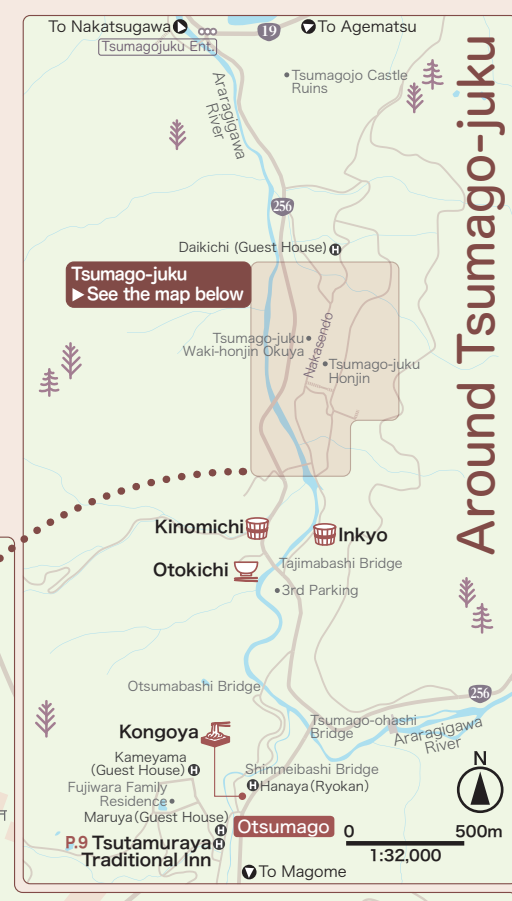 To Nakatsugawa
19
To Agematsu
Tsumagojuku Ent.
Around Tsumago-juku
Tsumagojo Castle
Ruins
Araragigawa
River
256
Daikichi (Guest House)
H
Tsumago-juku
See the map below
Tsumago-juku
Waki-honjin Okuya
Nakasendo
Tsumago-juku
Honjin
Kinomichi
Inkyo
Otokichi
Tajimabashi Bridge
3rd Parking
Otsumabashi Bridge
256
Kongoya
Tsumago-ohashi
Bridge
Araragigawa
River
Kameyama
(Guest House) H
Shinmeibashi Bridge
H Hanaya (Ryokan)
Fujiwara Family
Residence
Maruya (Guest House)
H
Otsumago
P.9 Tsutamuraya H
Traditional Inn
N
0 500m
1:32,000
To Magome